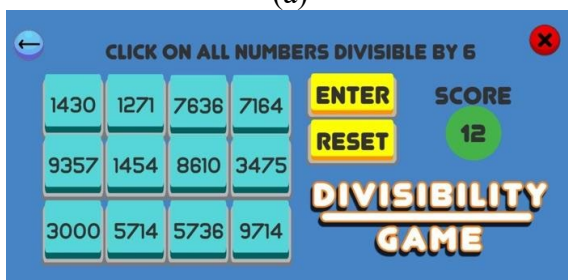 (a)
CLICK ON ALL NUMBERS DIVISIBLE BY 6
1430 1271 7636 7164
9357 1454 8610 3475
3000 5714 5736 9714
ENTER
RESET
SCORE
12
DIVISIBILITY
GAME